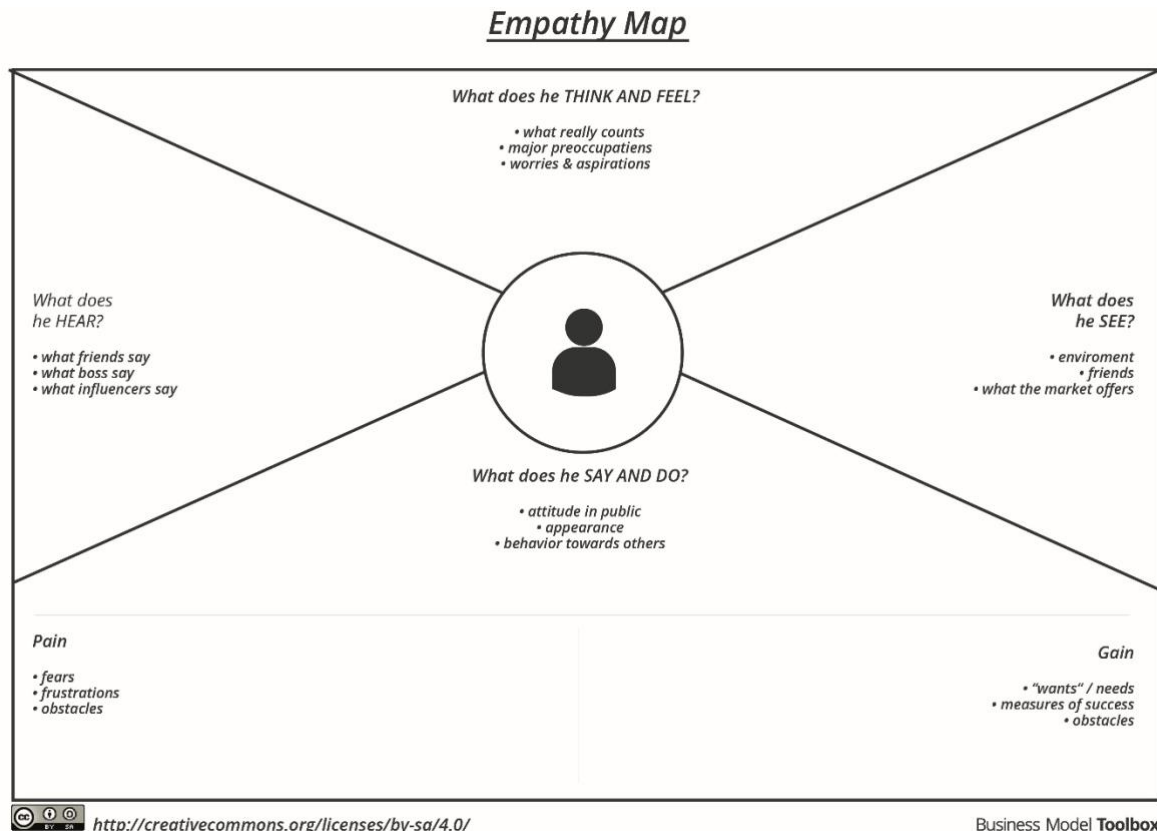 Empathy Map
What does he THINK AND FEEL?
• what really counts
• major preoccupatiens
• worries & aspirations
What does
he HEAR?
• what friends say
• what boss say
• what influencers say
What does
he SEE?
• enviroment
• friends
• what the market offers
What does he SAY AND DO?
• attitude in public
• appearance
• behavior towards others
Pain
• fears
• frustrations
• obstacles
Gain
• “wants“ / needs
• measures of success
• obstacles
cc BY SA http://creativecommons.org/licenses/by-sa/4.0/
Business Model Toolbox